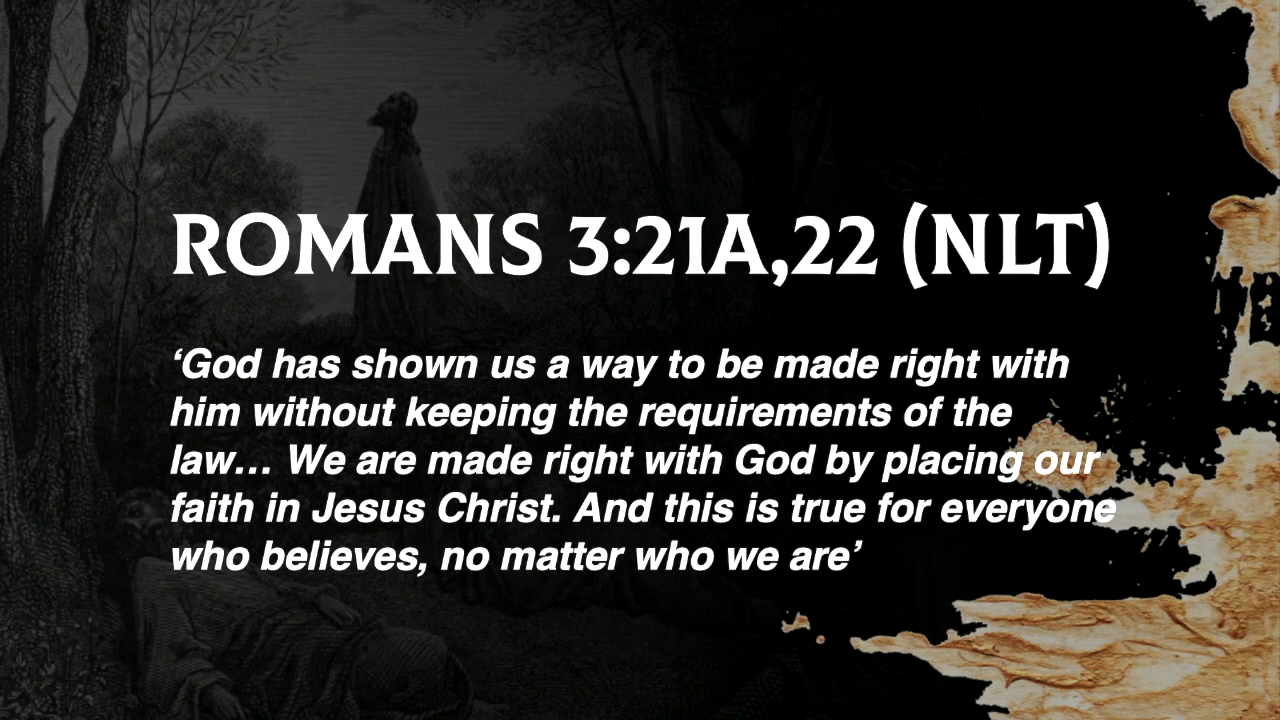 ROMANS 3:21A,22 (NLT)
‘God has shown us a way to be made right with
him without keeping the requirements of the
law… We are made right with God by placing our
faith in Jesus Christ. And this is true for everyone
who believes, no matter who we are’